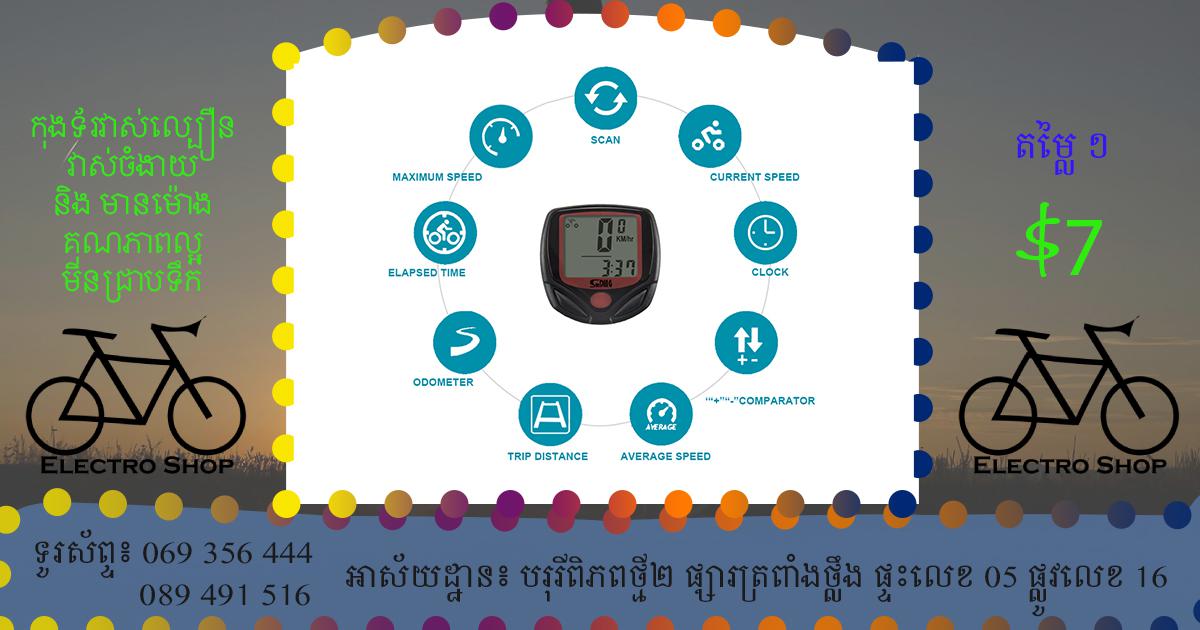 កុងទ័រវាស់ល្បឿន
វាស់ចំងាយ
និង មានម៉ោង
គណភាពល្អ
មីនជ្រាបទឹក
ELECTRO SHOP
SCAN
MAXIMUM SPEED
CURRENT SPEED
ELAPSED TIME
CLOCK
ODOMETER
+ -
"“+”“-”COMPARATOR
AVERAGE
TRIP DISTANCE
AVERAGE SPEED
0 0
KM/hr
3:37
តម្លៃ ១
$7
ELECTRO SHOP
ទូរស័ព្ទ៖ 069 356 444
089 491 516
អាស័យដ្ឋាន៖ បរុរីពិភពថ្មី២ ផ្សារត្រពាំងថ្លឹង ផ្ទះលេខ 05 ផ្លូវលេខ 16